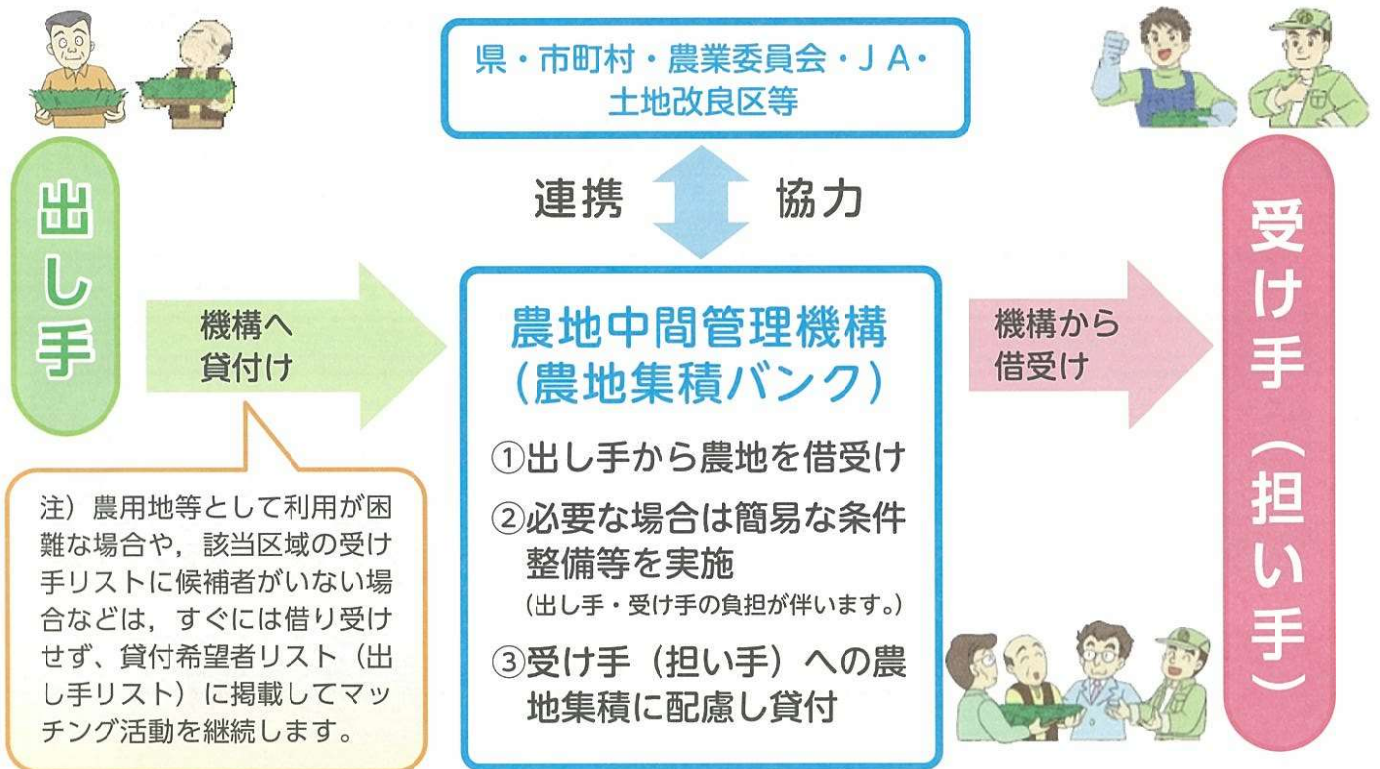 県・市町村・農業委員会・ＪＡ・
土地改良区等
連携
協力
出し手
機構へ
貸付け
注）農用地等として利用が困
難な場合や，該当区域の受け
手リストに候補者がいない場
合などは，すぐには借り受け
せず、貸付希望者リスト（出
し手リスト）に掲載してマッ
チング活動を継続します。
農地中間管理機構
（農地集積バンク）
①出し手から農地を借受け
②必要な場合は簡易な条件
整備等を実施
（出し手・受け手の負担が伴います。）
③受け手（担い手）への農
地集積に配慮し貸付
機構から
借受け
受け手（担い手）